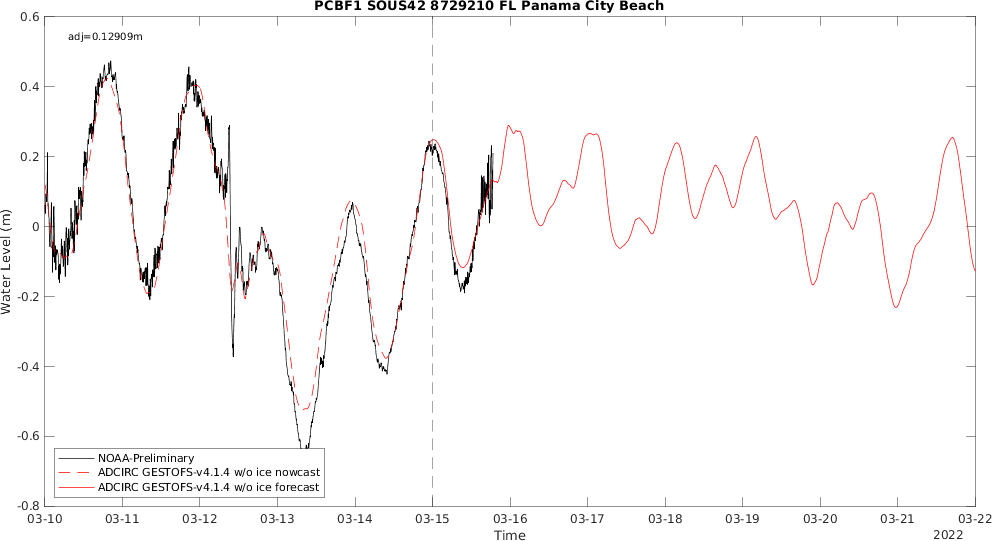 PCBF1 SOUS42 8729210 FL Panama City Beach
adj=0.12909m
0.6
0.4
0.2
0
-0.2
-0.4
-0.6
-0.8
Water Level (m)
NOAA-Preliminary
ADCIRC GESTOFS-v4.1.4 w/o ice nowcast
ADCIRC GESTOFS-v4.1.4 w/o ice forecast
03-10 03-11 03-12 03-13 03-14 03-15 03-16 03-17 03-18 03-19 03-20 03-21 03-22
Time
2022